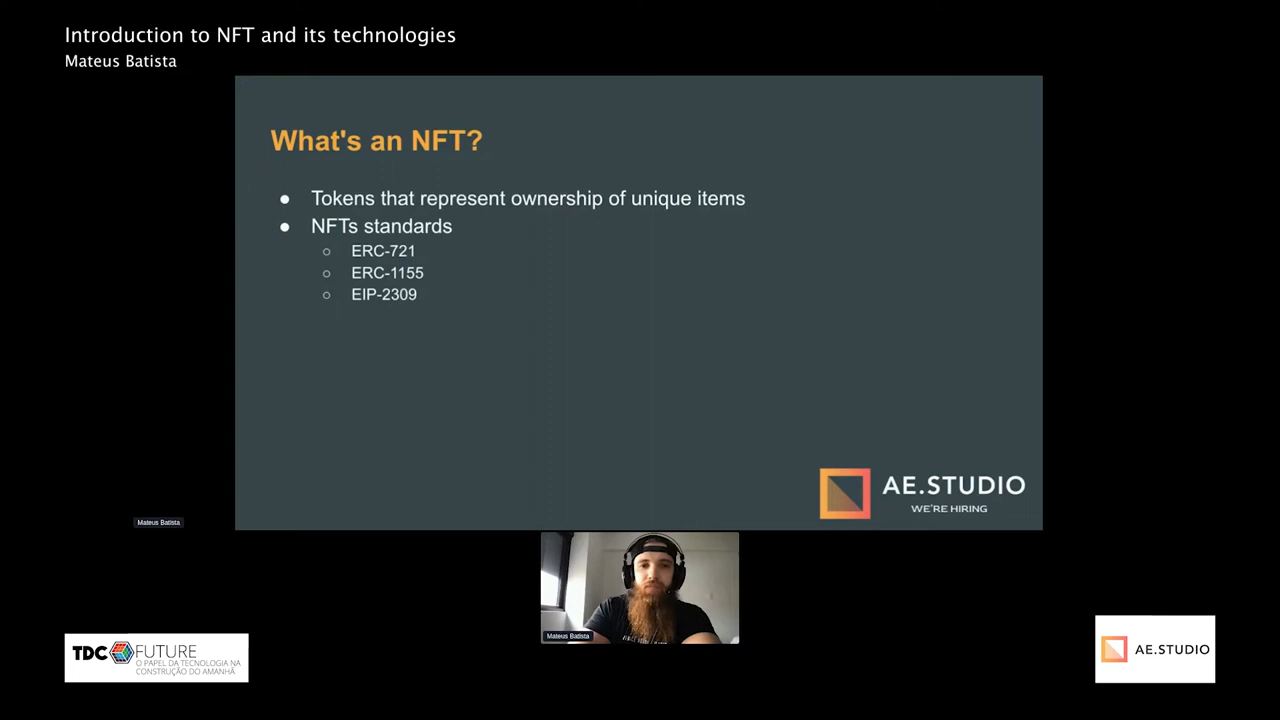 Introduction to NFT and its technologies
Mateus Batista
What's an NFT?
● Tokens that represent ownership of unique items
● NFTs standards
○ ERC-721
○ ERC-1155
○ EIP-2309
AE.STUDIO
WE'RE HIRING
Mateus Batista
Mateus Batista
TDC FUTURE
O PAPEL DA TECNOLOGIA NA
CONSTRUÇÃO DO AMANHÃ
AE.STUDIO